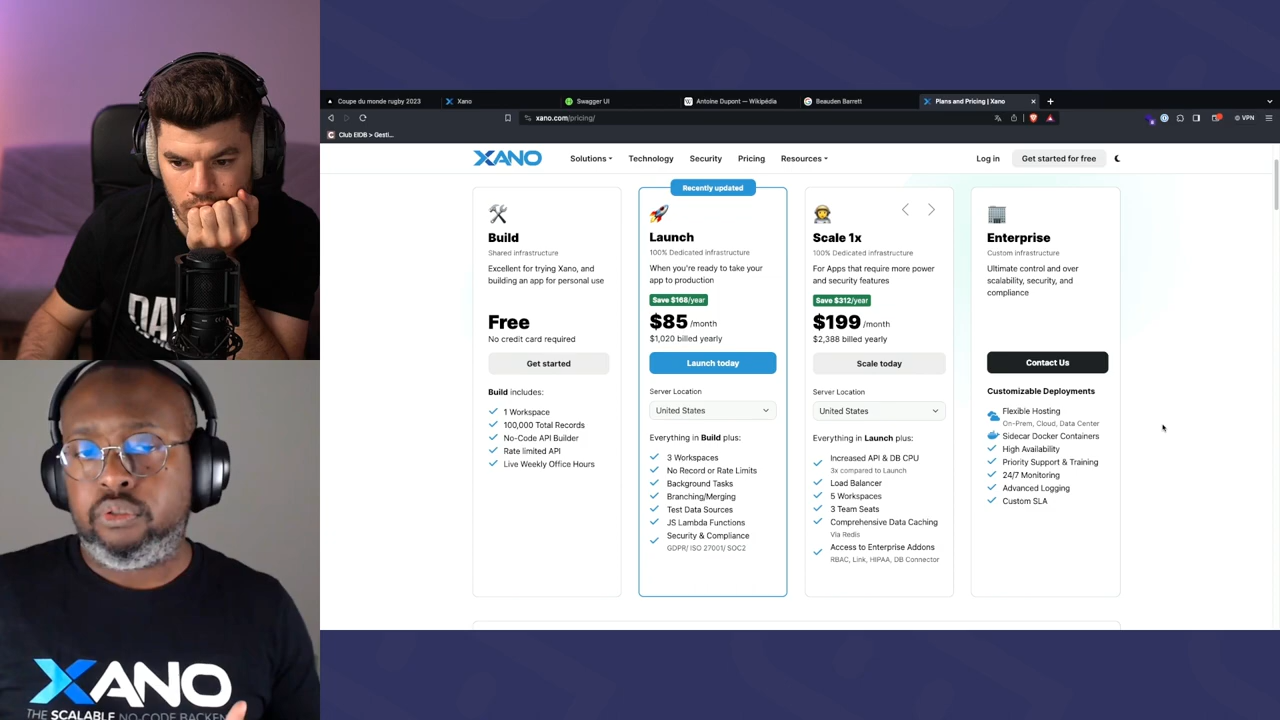 Coupe du monde rugby 2023
Xano
Swagger UI
Antoine Dupont — Wikipédia
Beauden Barrett
Plans and Pricing | Xano
xano.com/pricing/
VPN
Club EIDB > Gesti...
XANO
Solutions
Technology
Security
Pricing
Resources
Log in
Get started for free
Build
Shared infrastructure
Excellent for trying Xano, and
building an app for personal use
Free
No credit card required
Get started
Build includes:
1 Workspace
100,000 Total Records
No-Code API Builder
Rate limited API
Live Weekly Office Hours
Recently updated
Launch
100% Dedicated infrastructure
When you're ready to take your
app to production
Save $168/year
$85 /month
$1,020 billed yearly
Launch today
Server Location
United States
Everything in Build plus:
3 Workspaces
No Record or Rate Limits
Background Tasks
Branching/Merging
Test Data Sources
JS Lambda Functions
Security & Compliance
GDPR/ ISO 27001/ SOC2
Scale 1x
100% Dedicated infrastructure
For Apps that require more power
and security features
Save $312/year
$199 /month
$2,388 billed yearly
Scale today
Server Location
United States
Everything in Launch plus:
Increased API & DB CPU
3x compared to Launch
Load Balancer
5 Workspaces
3 Team Seats
Comprehensive Data Caching
Via Redis
Access to Enterprise Addons
RBAC, Link, HIPAA, DB Connector
Enterprise
Custom infrastructure
Ultimate control and over
scalability, security, and
compliance
Contact Us
Customizable Deployments
Flexible Hosting
On-Prem, Cloud, Data Center
Sidecar Docker Containers
High Availability
Priority Support & Training
24/7 Monitoring
Advanced Logging
Custom SLA
XANO
THE SCALABLE NO-CODE BACKEN